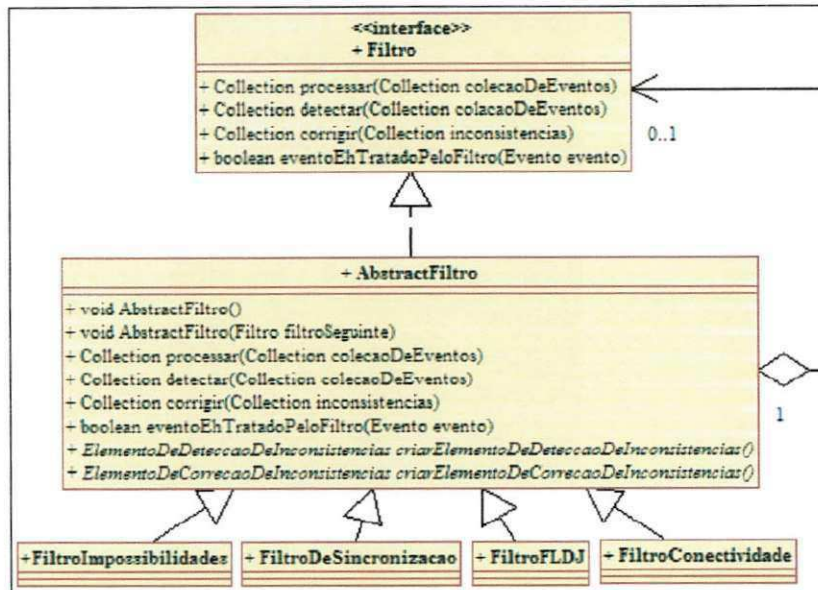 <<interface>>
+ Filtro
+ Collection processar(Collection colecaoDeEventos)
+ Collection detectar(Collection colacaoDeEventos)
+ Collection corrigir(Collection inconsistencias)
+ boolean eventoEhTratadoPeloFiltro(Evento evento)
0..1
+ AbstractFiltro
+ void AbstractFiltro()
+ void AbstractFiltro(Filtro filtroSeguinte)
+ Collection processar(Collection colecaoDeEventos)
+ Collection detectar(Collection colecaoDeEventos)
+ Collection corrigir(Collection inconsistencias)
+ boolean eventoEhTratadoPeloFiltro(Evento evento)
+ ElementoDeDeteccaoDeInconsistencias criarElementoDeDeteccaoDeInconsistencias()
+ ElementoDeCorrecaoDeInconsistencias criarElementoDeCorrecaoDeInconsistencias()
1
+FiltroImpossibilidades
+ FiltroDeSincronizacao
+ FiltroFLDJ
+ FiltroConectividade